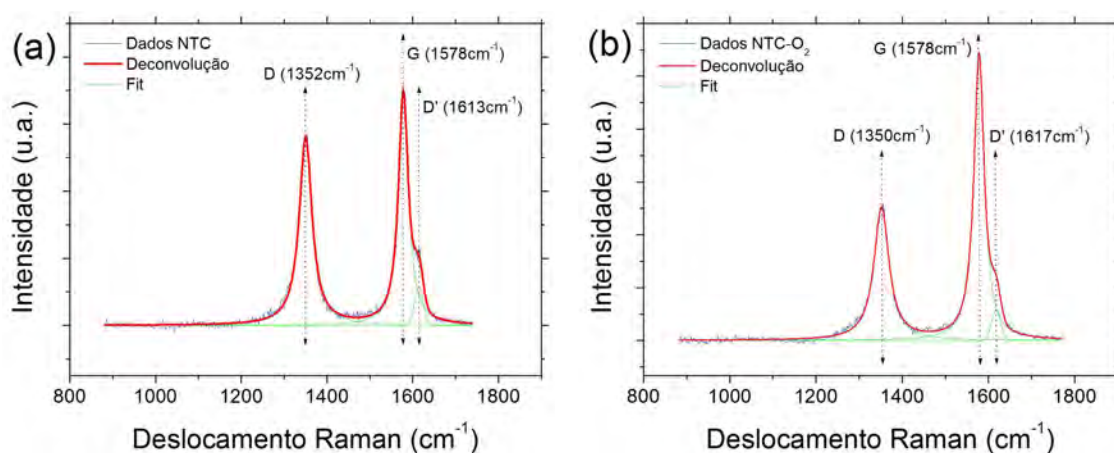 (a)
Dados NTC
Deconvolução
Fit
D (1352cm⁻¹)
G (1578cm⁻¹)
D' (1613cm⁻¹)
Intensidade (u.a.)
800 1000 1200 1400 1600 1800
Deslocamento Raman (cm⁻¹)
(b)
Dados NTC-O₂
Deconvolução
Fit
G (1578cm⁻¹)
D (1350cm⁻¹)
D' (1617cm⁻¹)
Intensidade (u.a.)
800 1000 1200 1400 1600 1800
Deslocamento Raman (cm⁻¹)